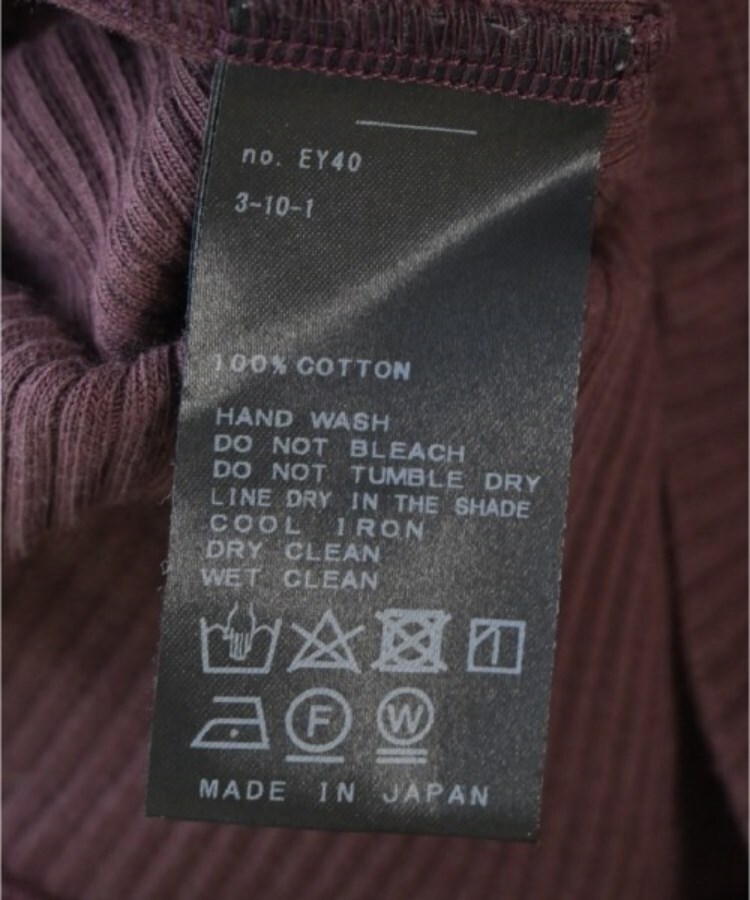 no. EY40
3-10-1
100% COTTON
HAND WASH
DO NOT BLEACH
DO NOT TUMBLE DRY
LINE DRY IN THE SHADE
COOL IRON
DRY CLEAN
WET CLEAN
F W
MADE IN JAPAN